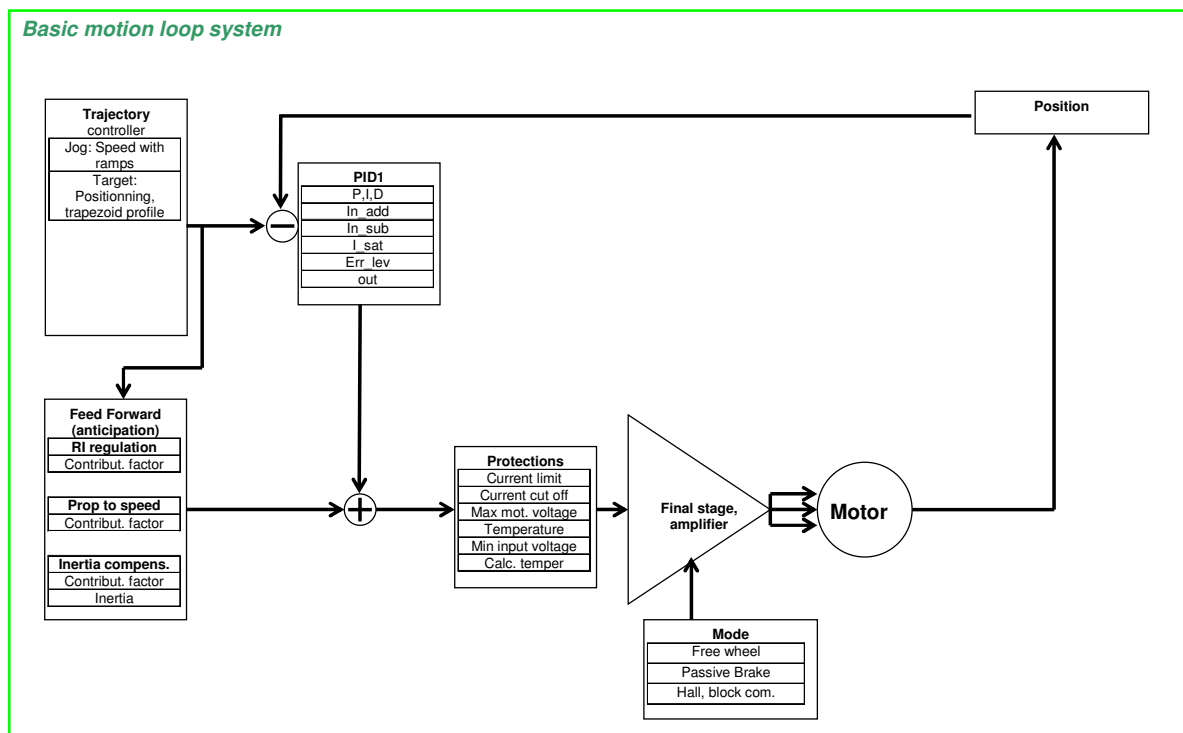 Basic motion loop system
Trajectory
controller
Jog: Speed with
ramps
Target:
Positionning,
trapezoid profile
PID1
P,I,D
In_add
In_sub
I_sat
Err_lev
out
Position
Feed Forward
(anticipation)
RI regulation
Contribut. factor
Prop to speed
Contribut. factor
Inertia compens.
Contribut. factor
Inertia
Protections
Current limit
Current cut off
Max mot. voltage
Temperature
Min input voltage
Calc. temper
Final stage,
amplifier
Motor
Mode
Free wheel
Passive Brake
Hall, block com.